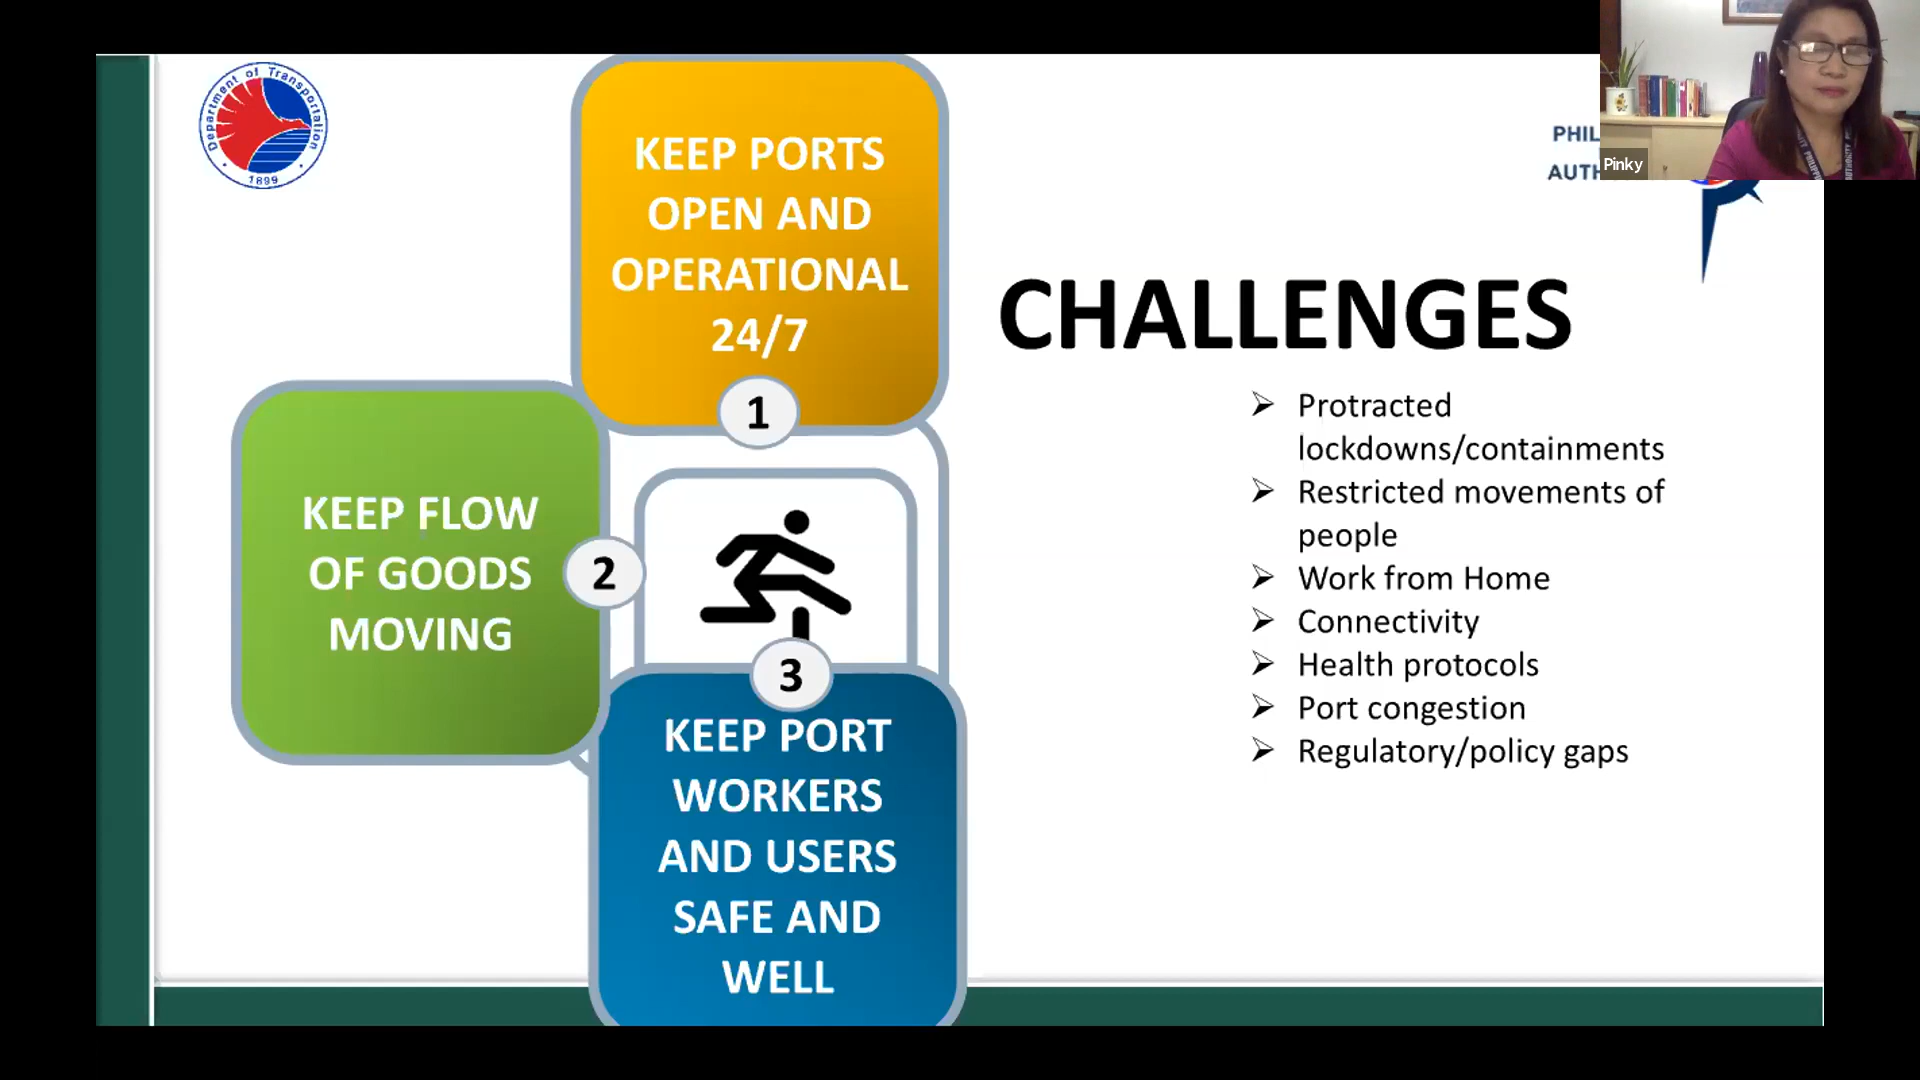 Department of Transportation
1899
KEEP PORTS
OPEN AND
OPERATIONAL
24/7
1
KEEP FLOW
OF GOODS
MOVING
2
3
KEEP PORT
WORKERS
AND USERS
SAFE AND
WELL
PHIL
AUTH
Pinky
CHALLENGES
➢ Protracted
lockdowns/containments
➢ Restricted movements of
people
➢ Work from Home
➢ Connectivity
➢ Health protocols
➢ Port congestion
➢ Regulatory/policy gaps